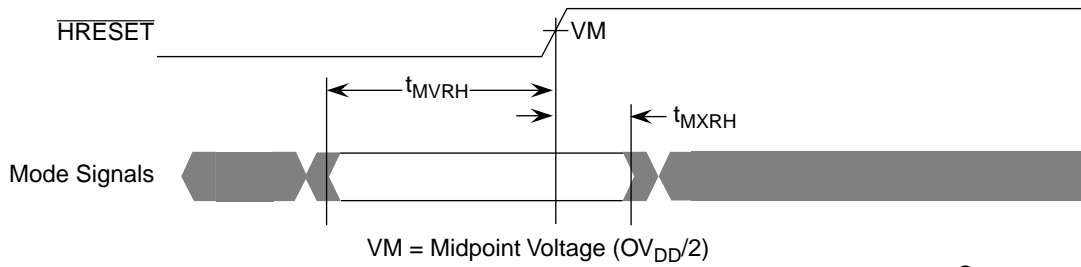 HRESET
VM
tMVRH
tMXRH
Mode Signals
VM = Midpoint Voltage (OVDD/2)